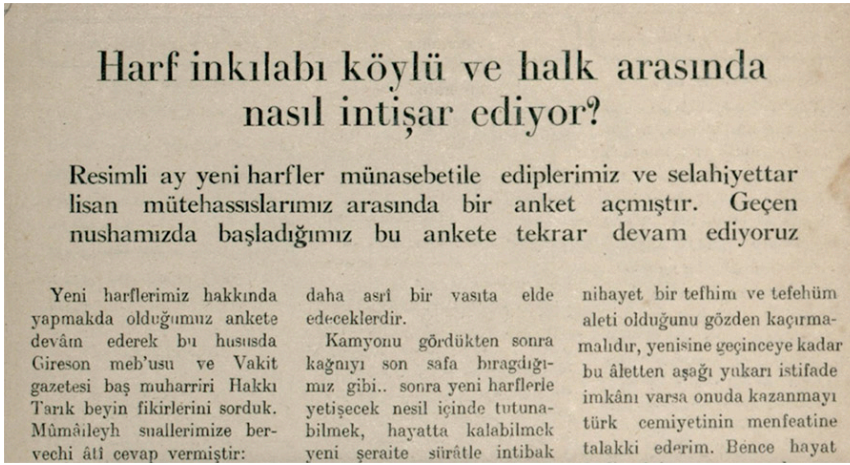 Harf inkılabı köylü ve halk arasında
nasıl intişar ediyor?
Resimli ay yeni harfler münasebetile ediplerimiz ve selahiyettar
lisan mütehassıslarımız arasında bir anket açmıştır. Geçen
nushamızda başladığımız bu ankete tekrar devam ediyoruz
Yeni harflerimiz hakkında
yapmakda olduğumuz ankete
devâm ederek bu hususda
Gireson meb'usu ve Vakit
gazetesi baş muharriri Hakkı
Tarık beyin fikirlerini sorduk.
Mûmâileyh suallerimize ber-
vechi âti cevap vermiştir:
daha asrî bir vasıta elde
edeceklerdir.
Kamyonu gördükten sonra
kağnıyı son safa bıragdığı-
mız gibi.. sonra yeni harflerle
yetişecek nesil içinde tutuna-
bilmek, hayatta kalabilmek
yeni şeraite süratle intibak
nihayet bir tefhim ve tefehüm
aleti olduğunu gözden kaçırma-
malıdır, yenisine geçinceye kadar
bu âletten aşağı yukarı istifade
imkânı varsa onuda kazanmayı
türk cemiyetinin menfeatine
talakki ederim. Bence hayat